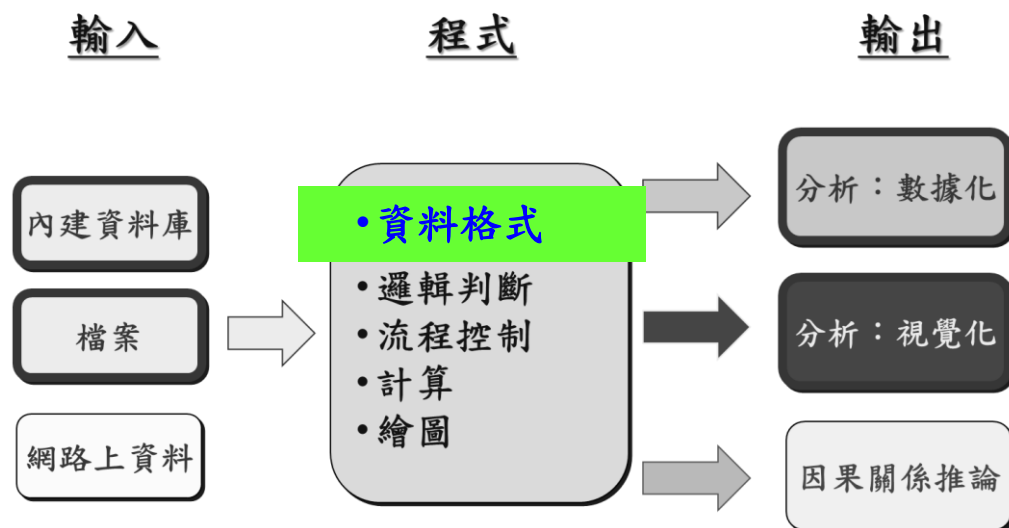 輸入
程式
輸出
內建資料庫
檔案
網路上資料
•資料格式
•邏輯判斷
•流程控制
•計算
•繪圖
分析：數據化
分析：視覺化
因果關係推論